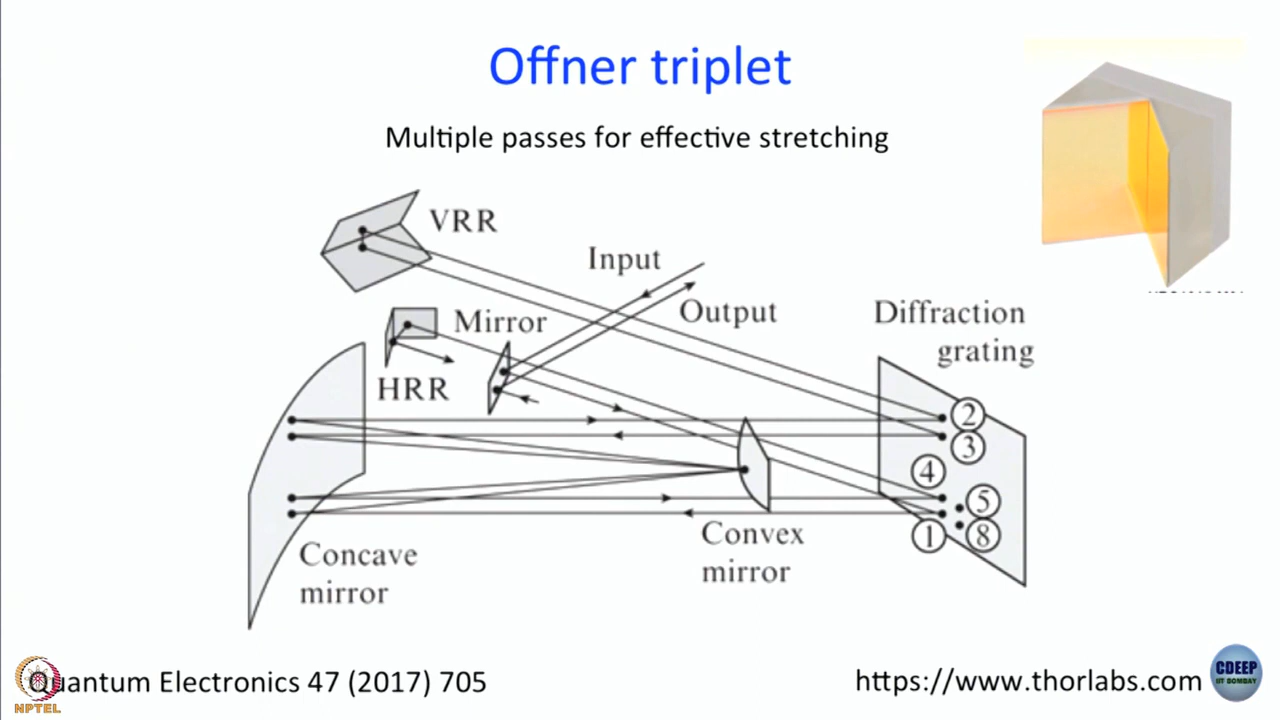 Offner triplet
Multiple passes for effective stretching
VRR
Input
Output
Mirror
HRR
Diffraction
grating
2
3
4
5
1
8
Convex
mirror
Concave
mirror
Quantum Electronics 47 (2017) 705
https://www.thorlabs.com
NPTEL
CDEEP
IIT BOMBAY